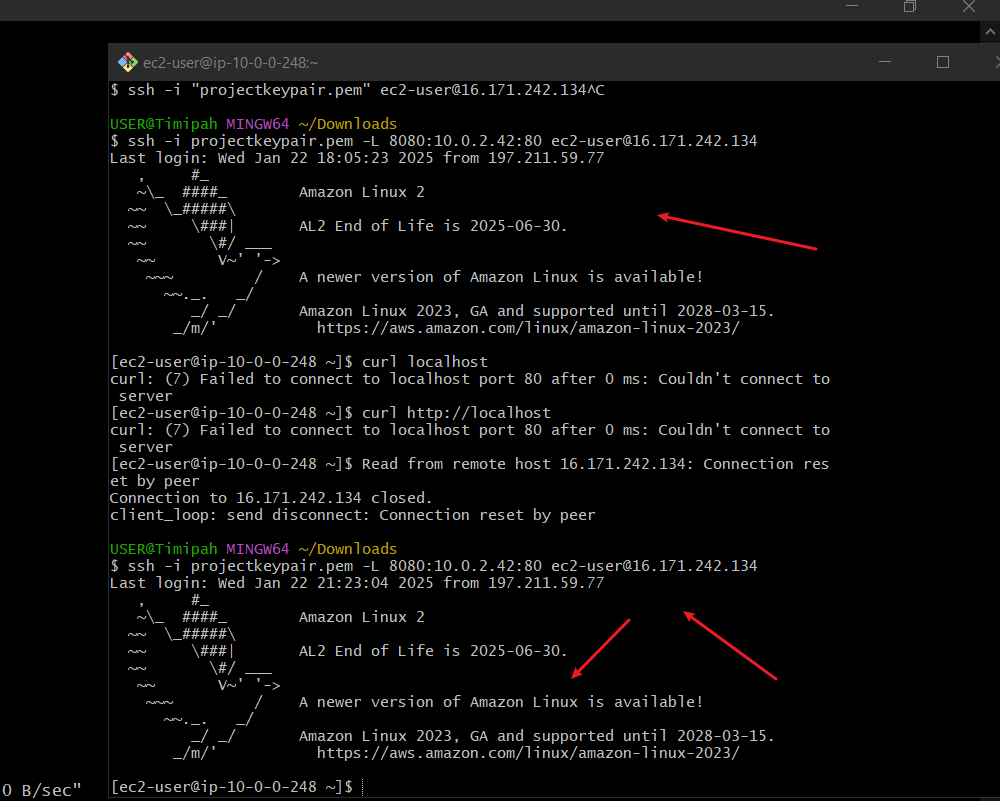 ec2-user@ip-10-0-0-248:~
$ ssh -i "projectkeypair.pem" ec2-user@16.171.242.134^C
USER@Timipah MINGW64 ~/Downloads
$ ssh -i projectkeypair.pem -L 8080:10.0.2.42:80 ec2-user@16.171.242.134
Last login: Wed Jan 22 18:05:23 2025 from 197.211.59.77
   ,     #_
   ~\_  ####_        Amazon Linux 2
  ~~  \_#####\
  ~~     \###|       AL2 End of Life is 2025-06-30.
  ~~       \#/ ___
   ~~       V~' '->
    ~~~         /    A newer version of Amazon Linux is available!
      ~~._.   _/
         _/ _/       Amazon Linux 2023, GA and supported until 2028-03-15.
       _/m/'           https://aws.amazon.com/linux/amazon-linux-2023/
[ec2-user@ip-10-0-0-248 ~]$ curl localhost
curl: (7) Failed to connect to localhost port 80 after 0 ms: Couldn't connect to
 server
[ec2-user@ip-10-0-0-248 ~]$ curl http://localhost
curl: (7) Failed to connect to localhost port 80 after 0 ms: Couldn't connect to
 server
[ec2-user@ip-10-0-0-248 ~]$ Read from remote host 16.171.242.134: Connection res
et by peer
Connection to 16.171.242.134 closed.
client_loop: send disconnect: Connection reset by peer
USER@Timipah MINGW64 ~/Downloads
$ ssh -i projectkeypair.pem -L 8080:10.0.2.42:80 ec2-user@16.171.242.134
Last login: Wed Jan 22 21:23:04 2025 from 197.211.59.77
   ,     #_
   ~\_  ####_        Amazon Linux 2
  ~~  \_#####\
  ~~     \###|       AL2 End of Life is 2025-06-30.
  ~~       \#/ ___
   ~~       V~' '->
    ~~~         /    A newer version of Amazon Linux is available!
      ~~._.   _/
         _/ _/       Amazon Linux 2023, GA and supported until 2028-03-15.
       _/m/'           https://aws.amazon.com/linux/amazon-linux-2023/
[ec2-user@ip-10-0-0-248 ~]$
0 B/sec"